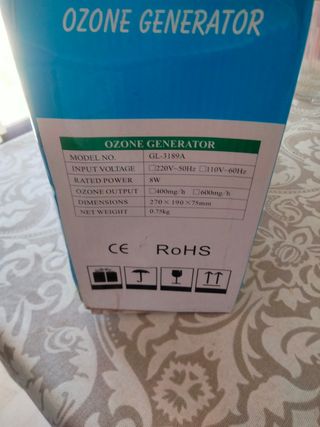 OZONE GENERATOR
OZONE GENERATOR
MODEL NO. GL-3189A
INPUT VOLTAGE □220V~50Hz □110V~60Hz
RATED POWER 8W
OZONE OUTPUT □400mg/h □600mg/h
DIMENSIONS 270×190×75mm
NET WEIGHT 0.75kg
CE RoHS